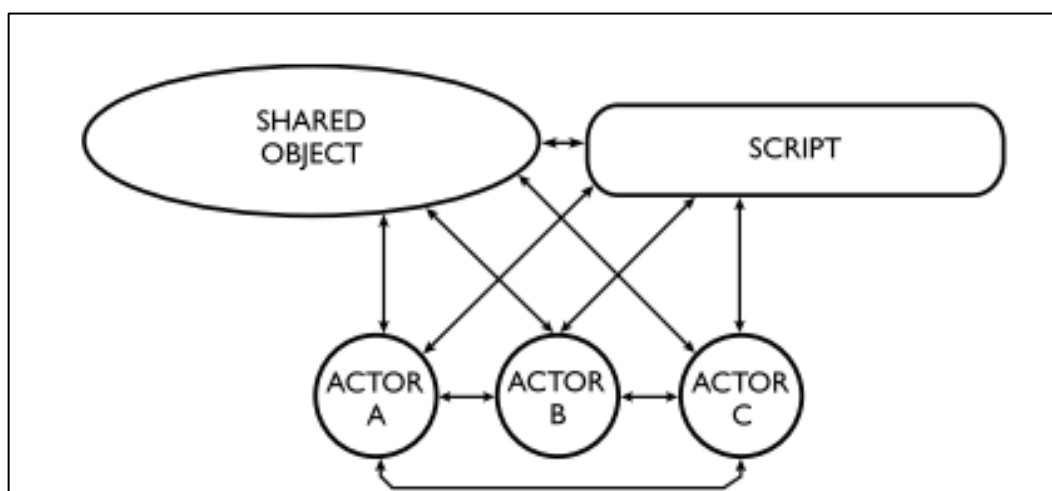 SHARED
OBJECT
SCRIPT
ACTOR
A
ACTOR
B
ACTOR
C